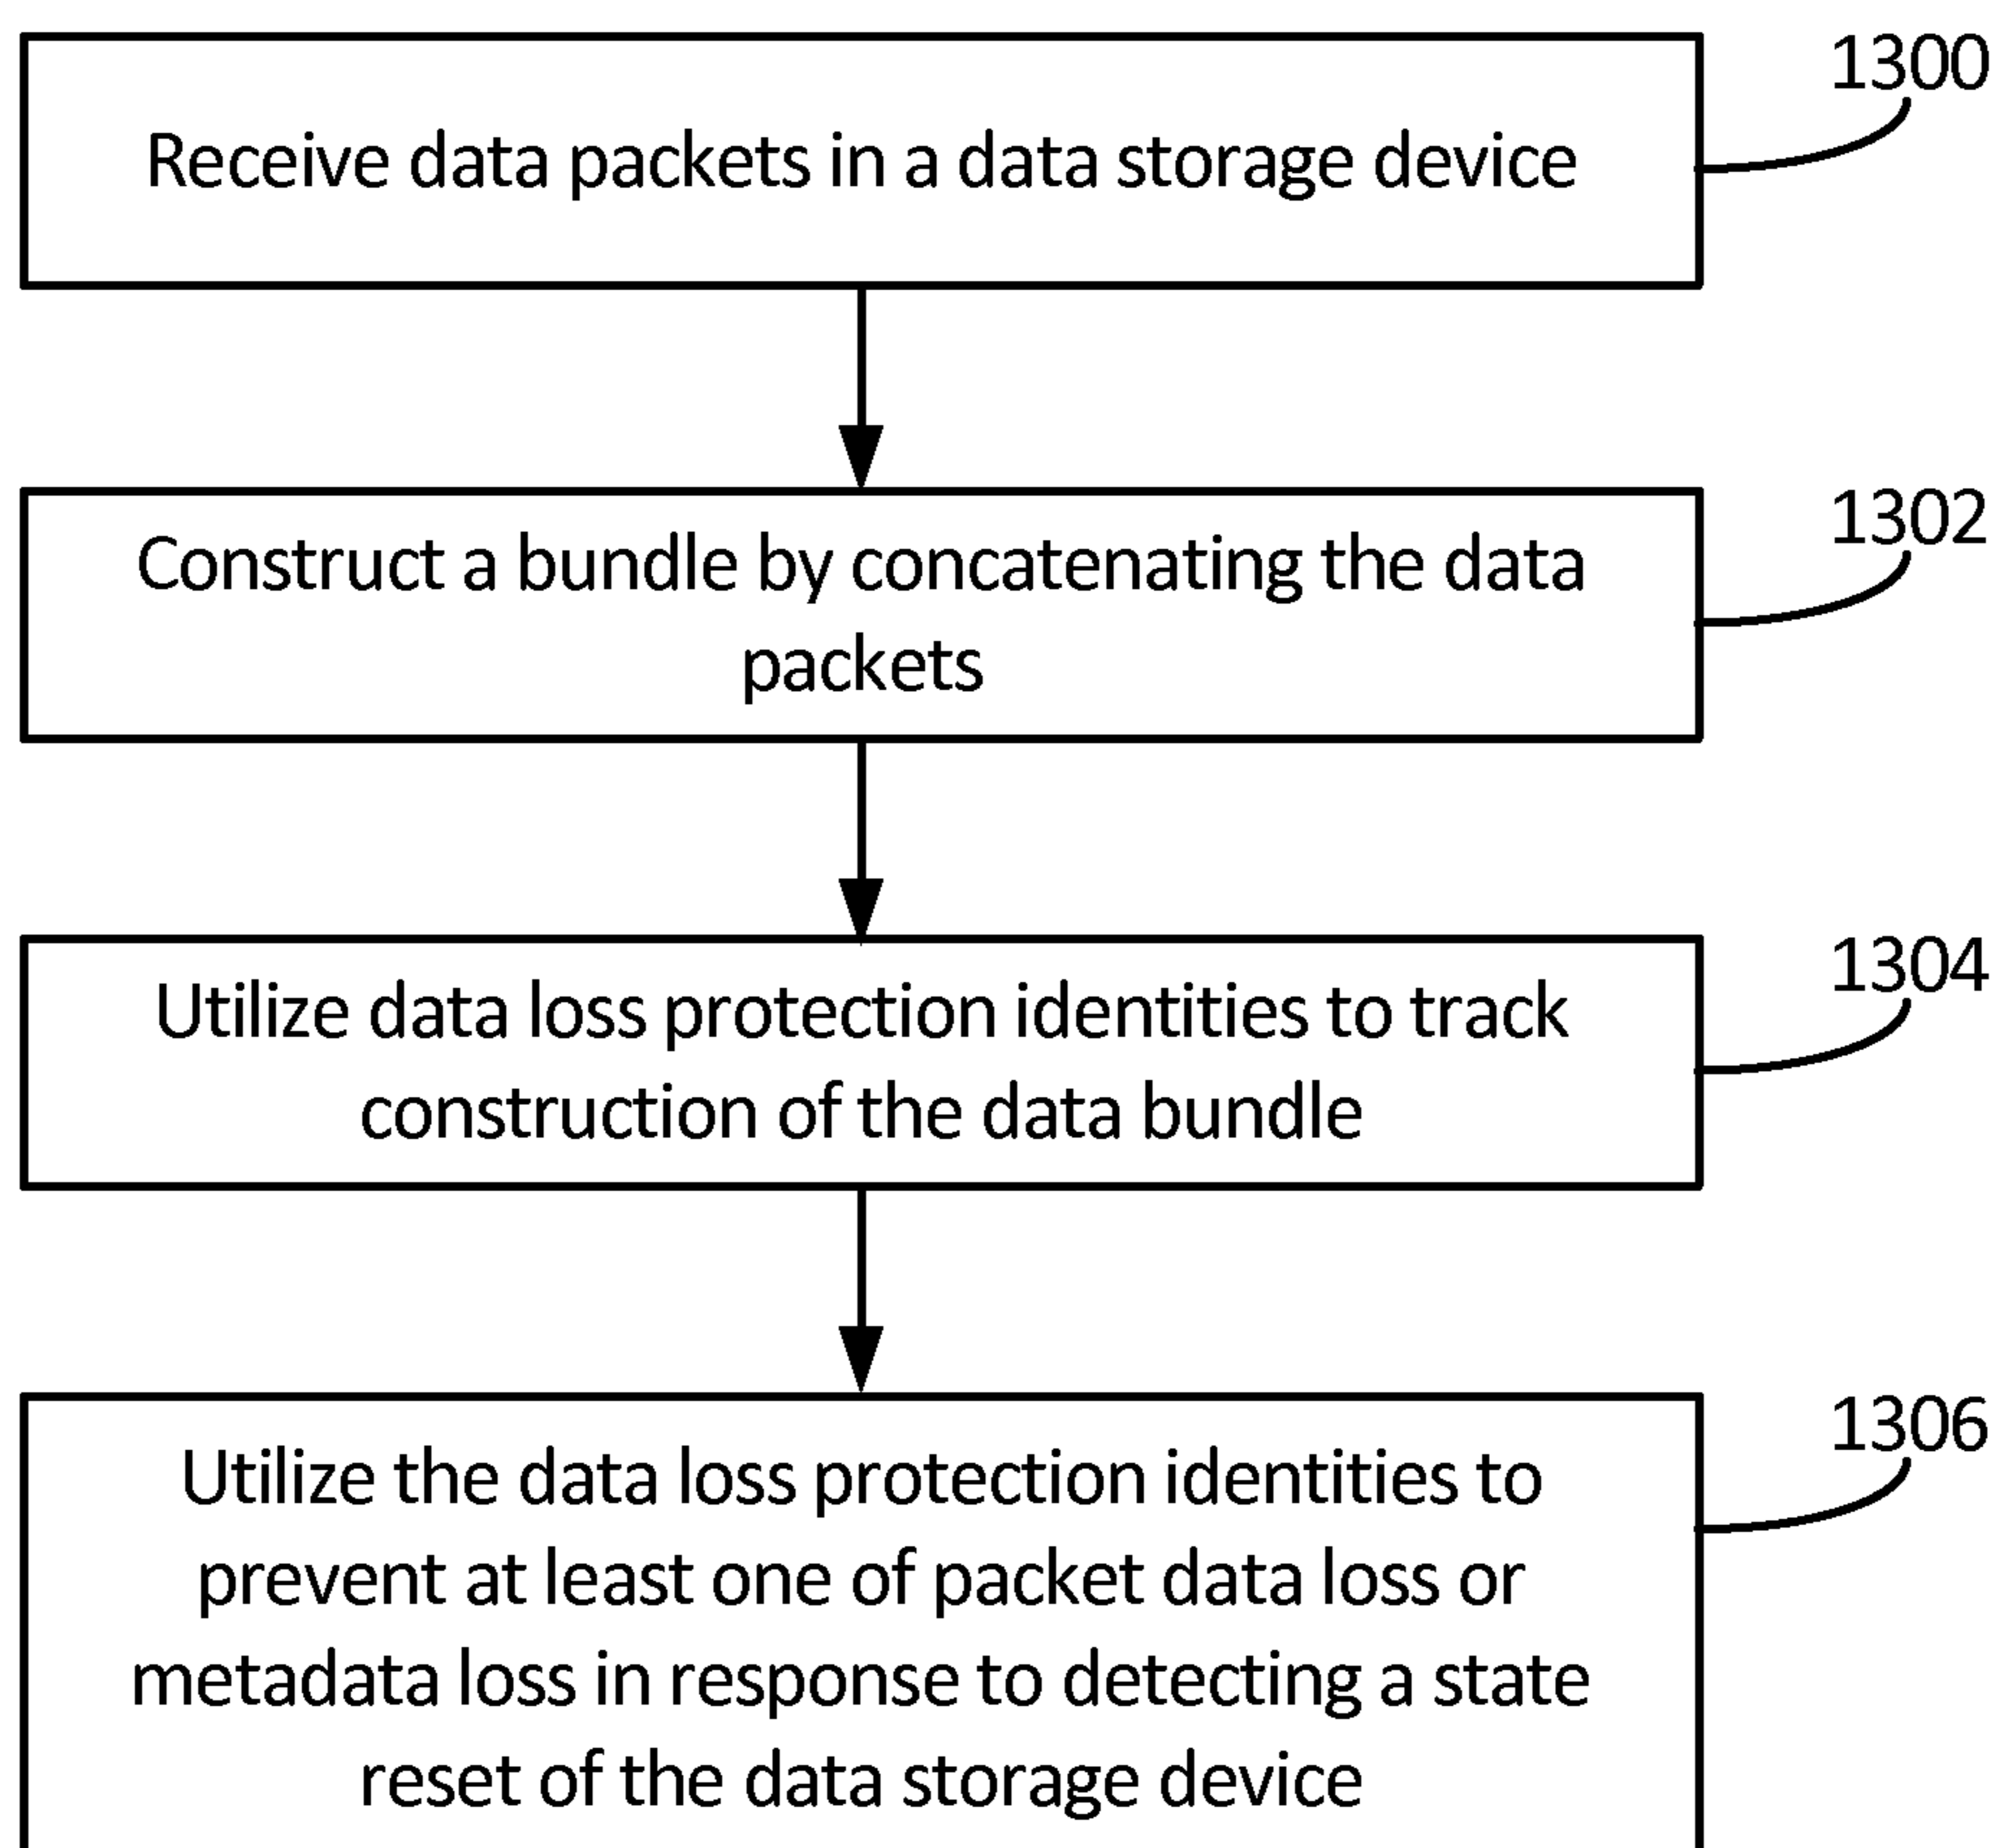 1300
Receive data packets in a data storage device
1302
Construct a bundle by concatenating the data
packets
1304
Utilize data loss protection identities to track
construction of the data bundle
1306
Utilize the data loss protection identities to
prevent at least one of packet data loss or
metadata loss in response to detecting a state
reset of the data storage device